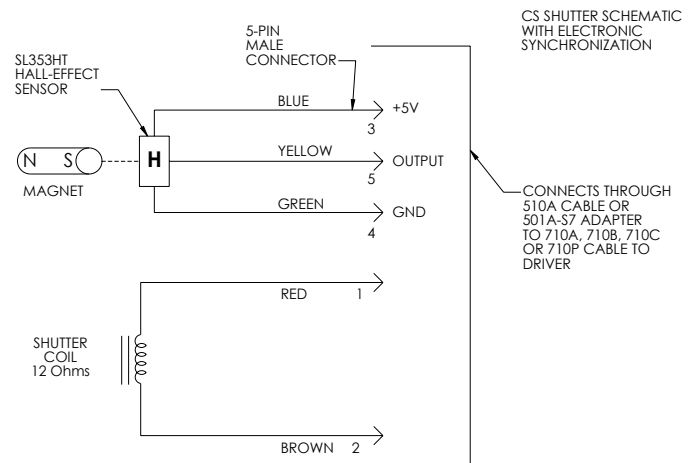 CS SHUTTER SCHEMATIC
WITH ELECTRONIC
SYNCHRONIZATION
5-PIN
MALE
CONNECTOR
SL353HT
HALL-EFFECT
SENSOR
BLUE
3
+5V
N S
H
YELLOW
5
OUTPUT
MAGNET
GREEN
4
GND
CONNECTS THROUGH
510A CABLE OR
501A-S7 ADAPTER
TO 710A, 710B, 710C
OR 710P CABLE TO
DRIVER
RED 1
SHUTTER
COIL
12 Ohms
BROWN 2